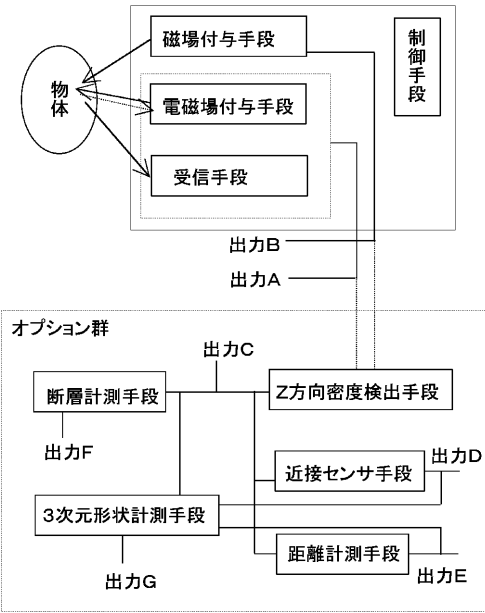 磁場付与手段
制御手段
物体
電磁場付与手段
受信手段
出力B
出力A
オプション群
出力C
断層計測手段
Z方向密度検出手段
出力F
出力D
近接センサ手段
3次元形状計測手段
距離計測手段
出力G
出力E